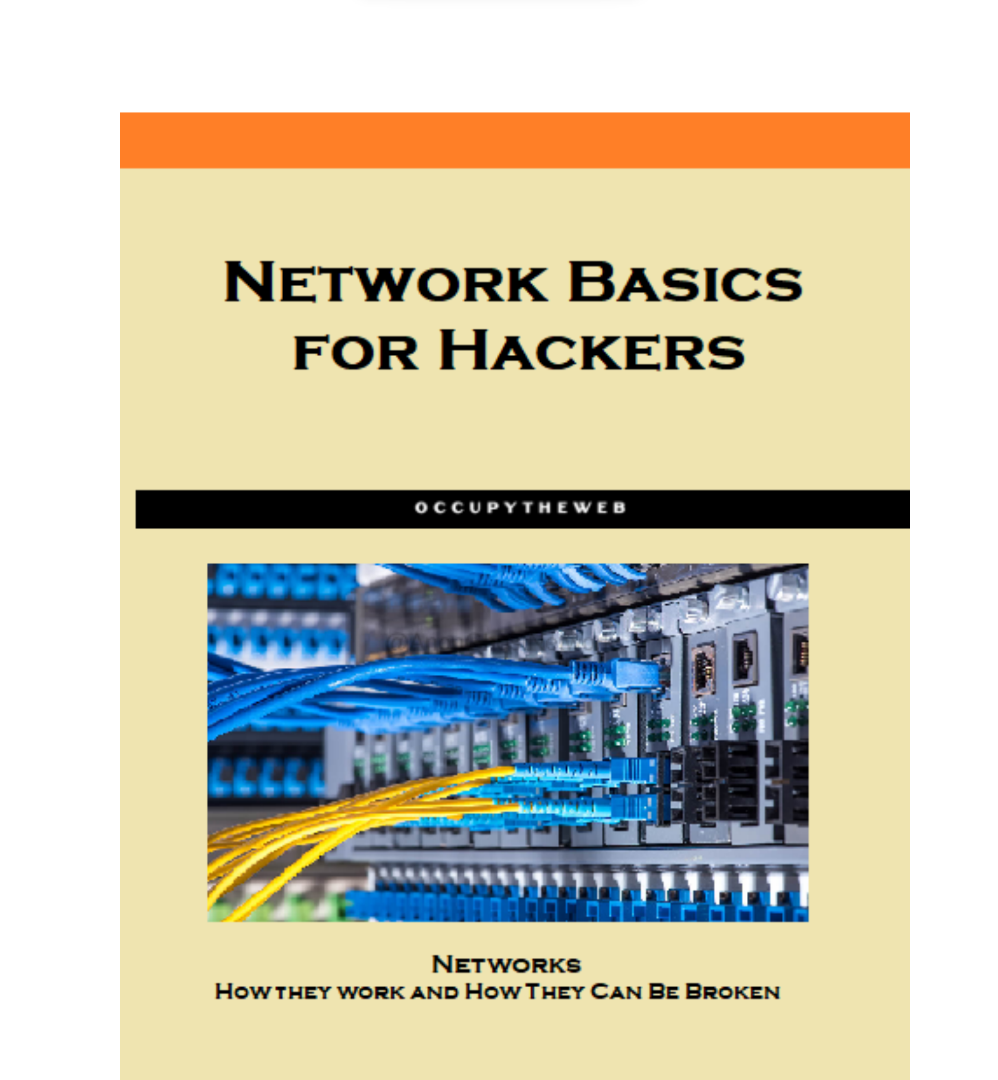 Network Basics
for Hackers
OCCUPYTHEWEB
Networks
How they work and How They Can Be Broken